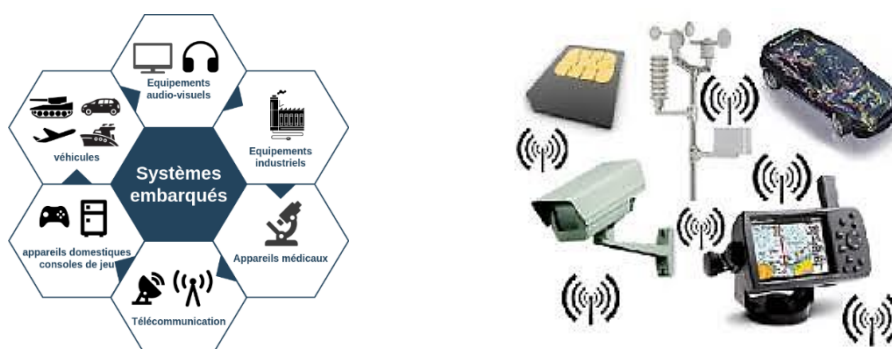 Equipements
audio-visuels
véhicules
Equipements
industriels
Systèmes
embarqués
appareils domestiques
consoles de jeu
Appareils médicaux
Télécommunication